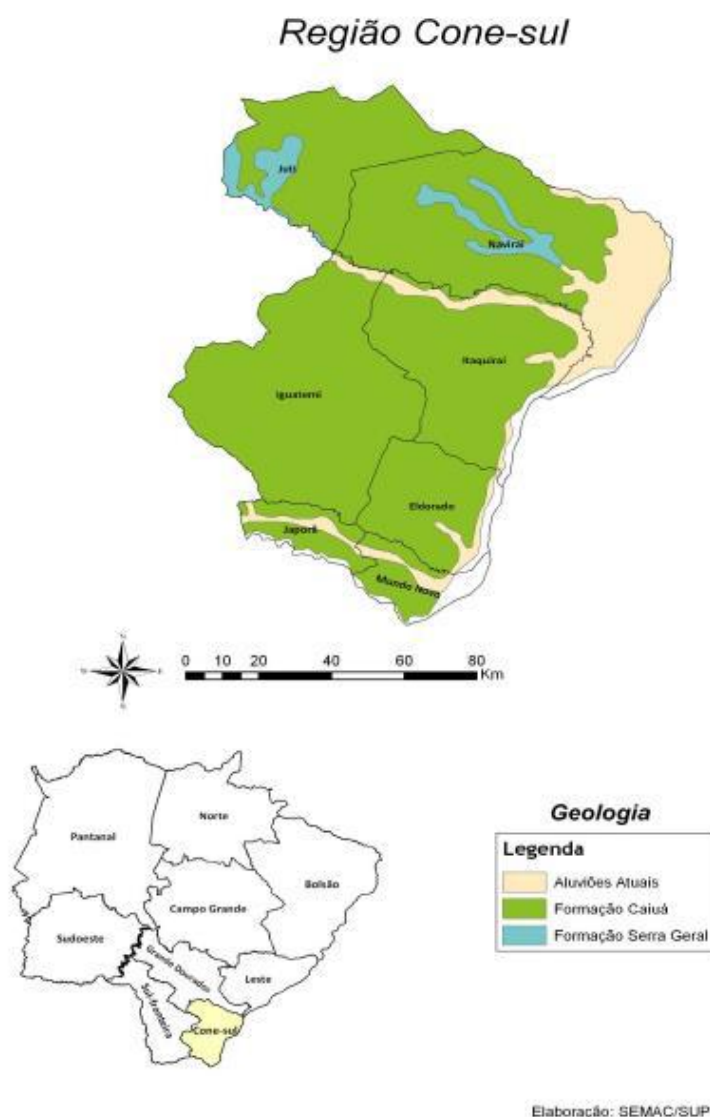 Região Cone-sul
Juti
Naviraí
Itaquiraí
Iguatemi
Eldorado
Japorã
Mundo Novo
0 10 20 40 60 80
Km
Pantanal
Norte
Bolsão
Campo Grande
Sudoeste
Grande Dourados
Leste
Sul-fronteira
Cone-sul
Geologia
Legenda
Aluviões Atuais
Formação Caiuá
Formação Serra Geral
Elaboração: SEMAC/SUP